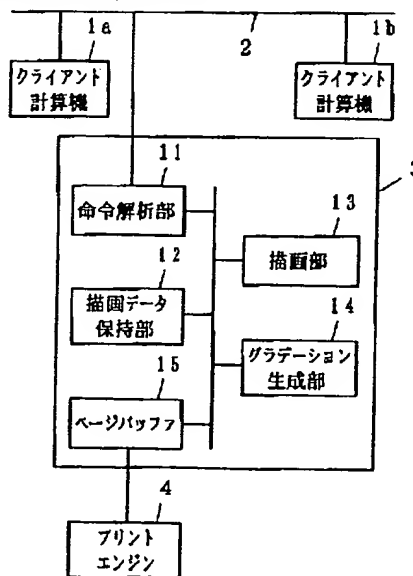 1a
2
1b
クライアント
計算機
クライアント
計算機
3
11
命令解析部
13
描画部
12
描画データ
保持部
14
グラデーション
生成部
15
ページバッファ
4
プリント
エンジン